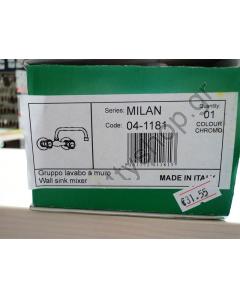 Series: MILAN
Quantity: 01
Code: 04-1181
COLOUR
CHROMO
Gruppo lavabo a muro
Wall sink mixer
MADE IN ITALY
€31.55